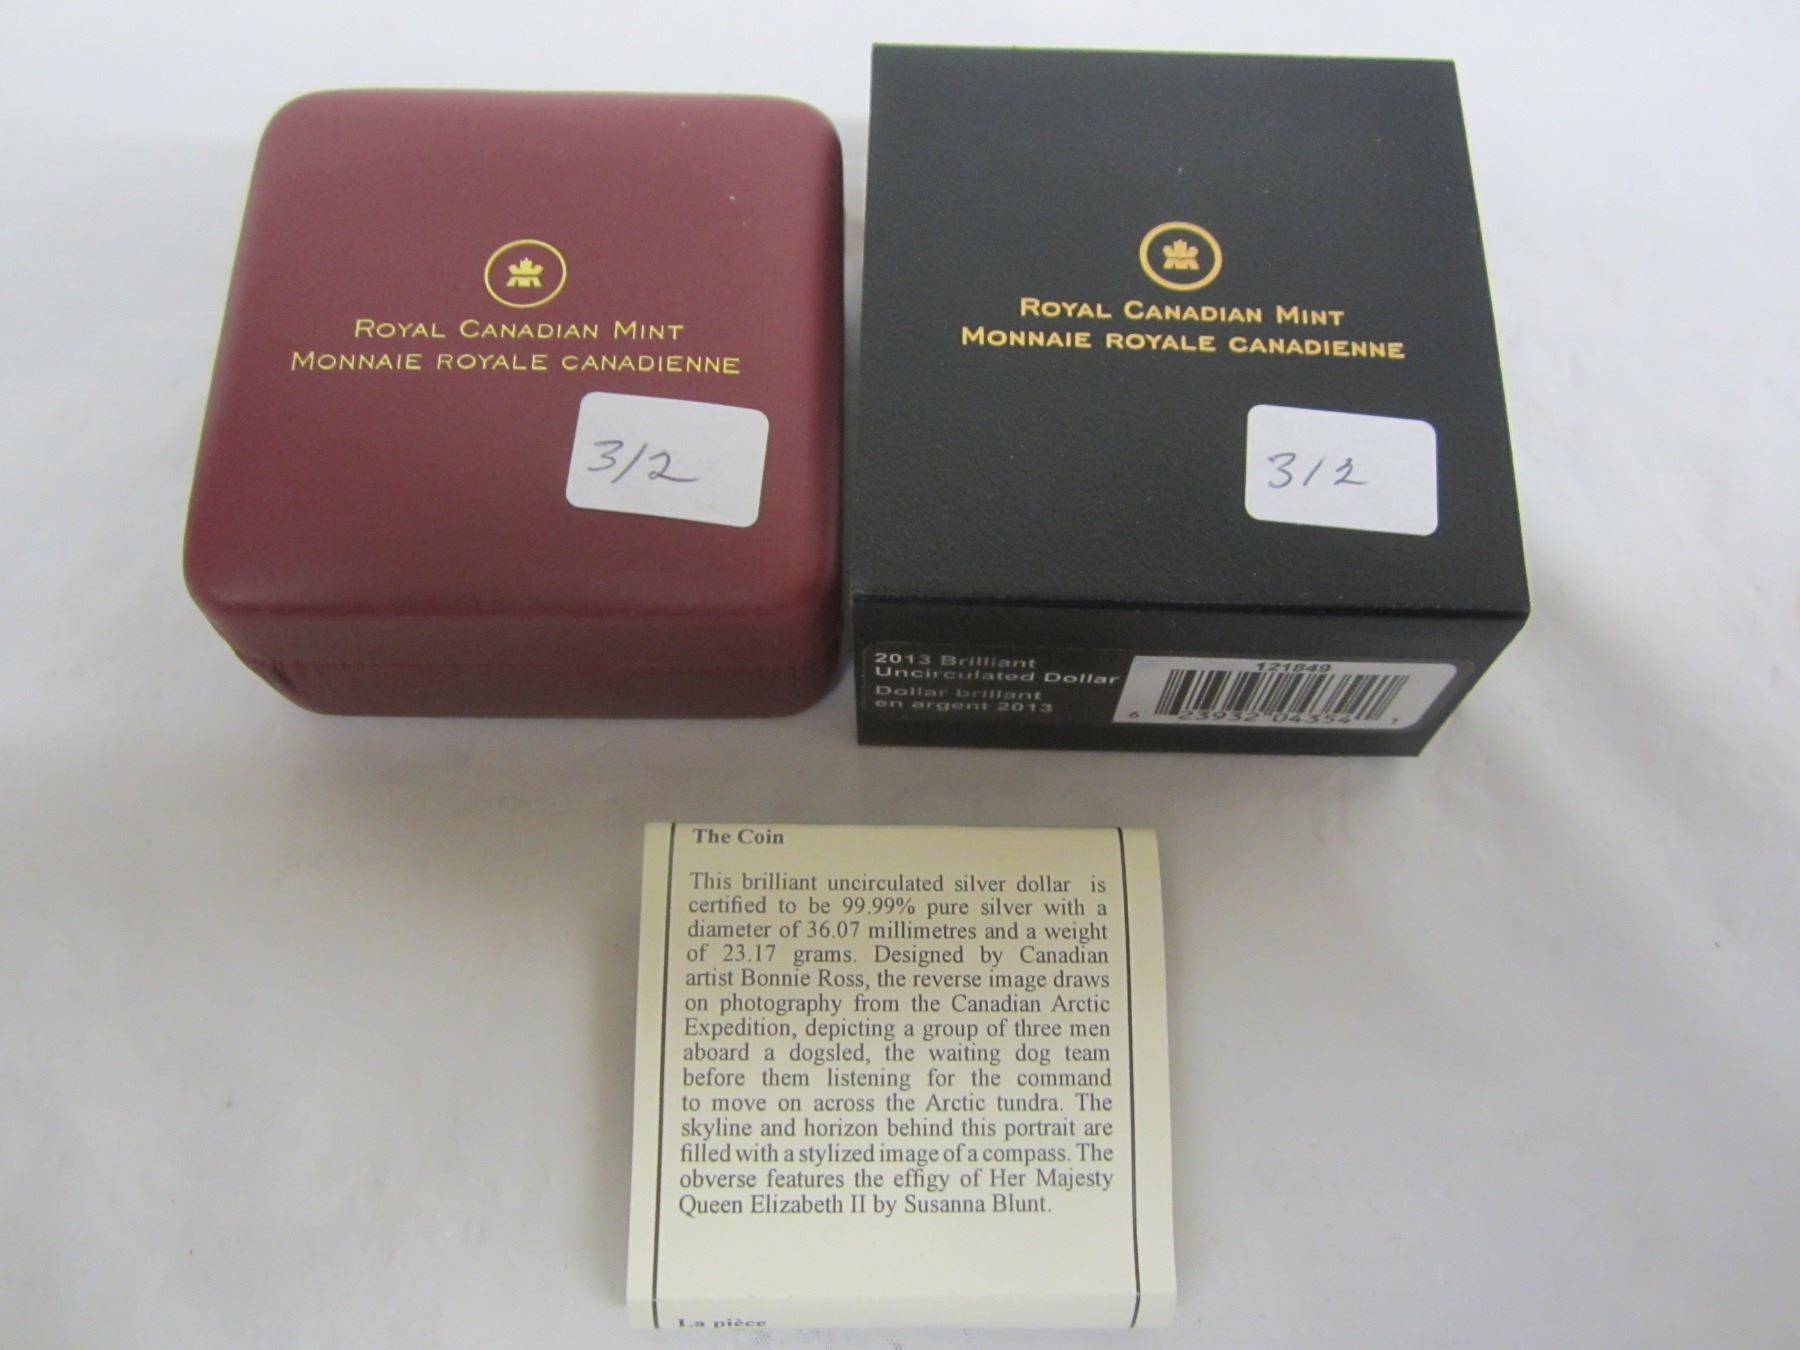 ROYAL CANADIAN MINT
MONNAIE ROYALE CANADIENNE
312
ROYAL CANADIAN MINT
MONNAIE ROYALE CANADIENNE
312
2013 Brilliant
Uncirculated Dollar
Dollar brillant
en argent 2013
121849
6 23932 04354 1
The Coin
This brilliant uncirculated silver dollar is
certified to be 99.99% pure silver with a
diameter of 36.07 millimetres and a weight
of 23.17 grams. Designed by Canadian
artist Bonnie Ross, the reverse image draws
on photography from the Canadian Arctic
Expedition, depicting a group of three men
aboard a dogsled, the waiting dog team
before them listening for the command
to move on across the Arctic tundra. The
skyline and horizon behind this portrait are
filled with a stylized image of a compass. The
obverse features the effigy of Her Majesty
Queen Elizabeth II by Susanna Blunt.
La pièce